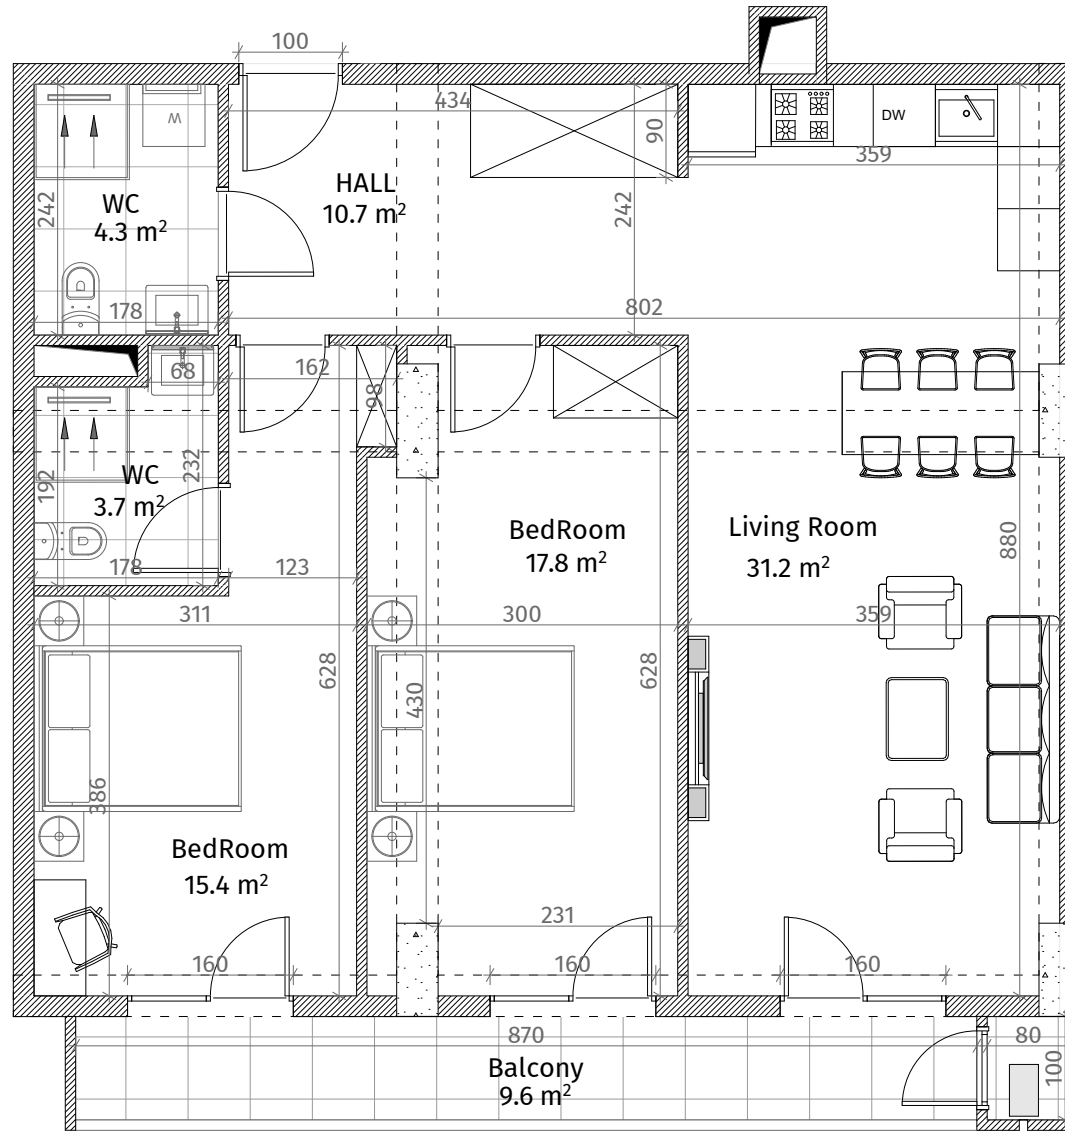 100
434
90
DW
359
W
HALL
10.7 m²
WC
4.3 m²
242
242
178
802
68
162
98
192
232
WC
3.7 m²
178
123
BedRoom
17.8 m²
Living Room
31.2 m²
880
311
300
359
628
628
430
386
BedRoom
15.4 m²
231
160
160
160
870
80
Balcony
9.6 m²
100